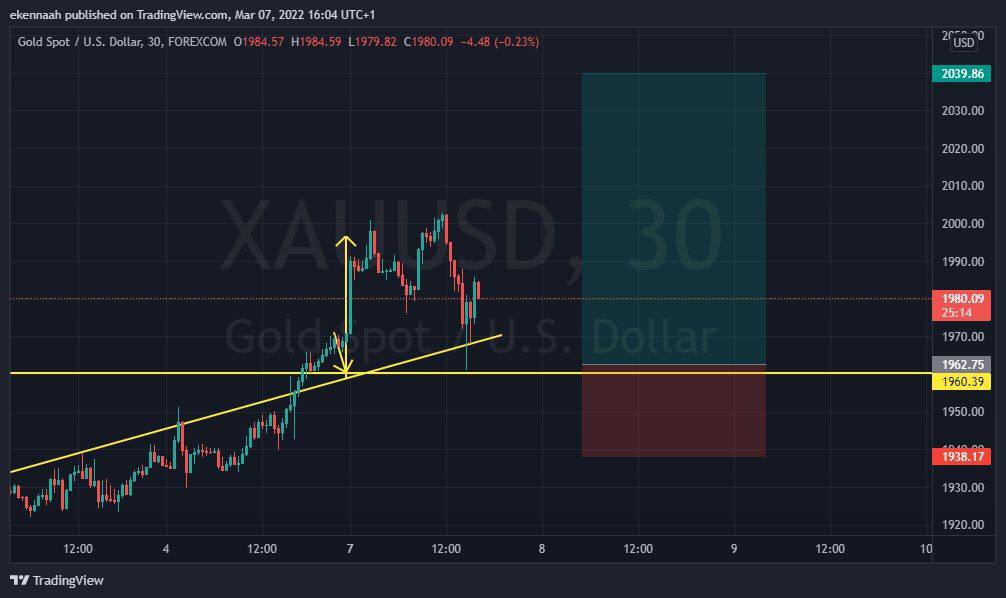 ekennaah published on TradingView.com, Mar 07, 2022 16:04 UTC+1
Gold Spot / U.S. Dollar, 30, FOREXCOM O1984.57 H1984.59 L1979.82 C1980.09 −4.48 (−0.23%)
USD
2039.86
2030.00
2020.00
2010.00
2000.00
1990.00
1980.09
25:14
1970.00
1962.75
1960.39
1950.00
1938.17
1930.00
1920.00
XAUUSD, 30
Gold Spot / U.S. Dollar
12:00 4 12:00 7 12:00 8 12:00 9 12:00 10
TradingView